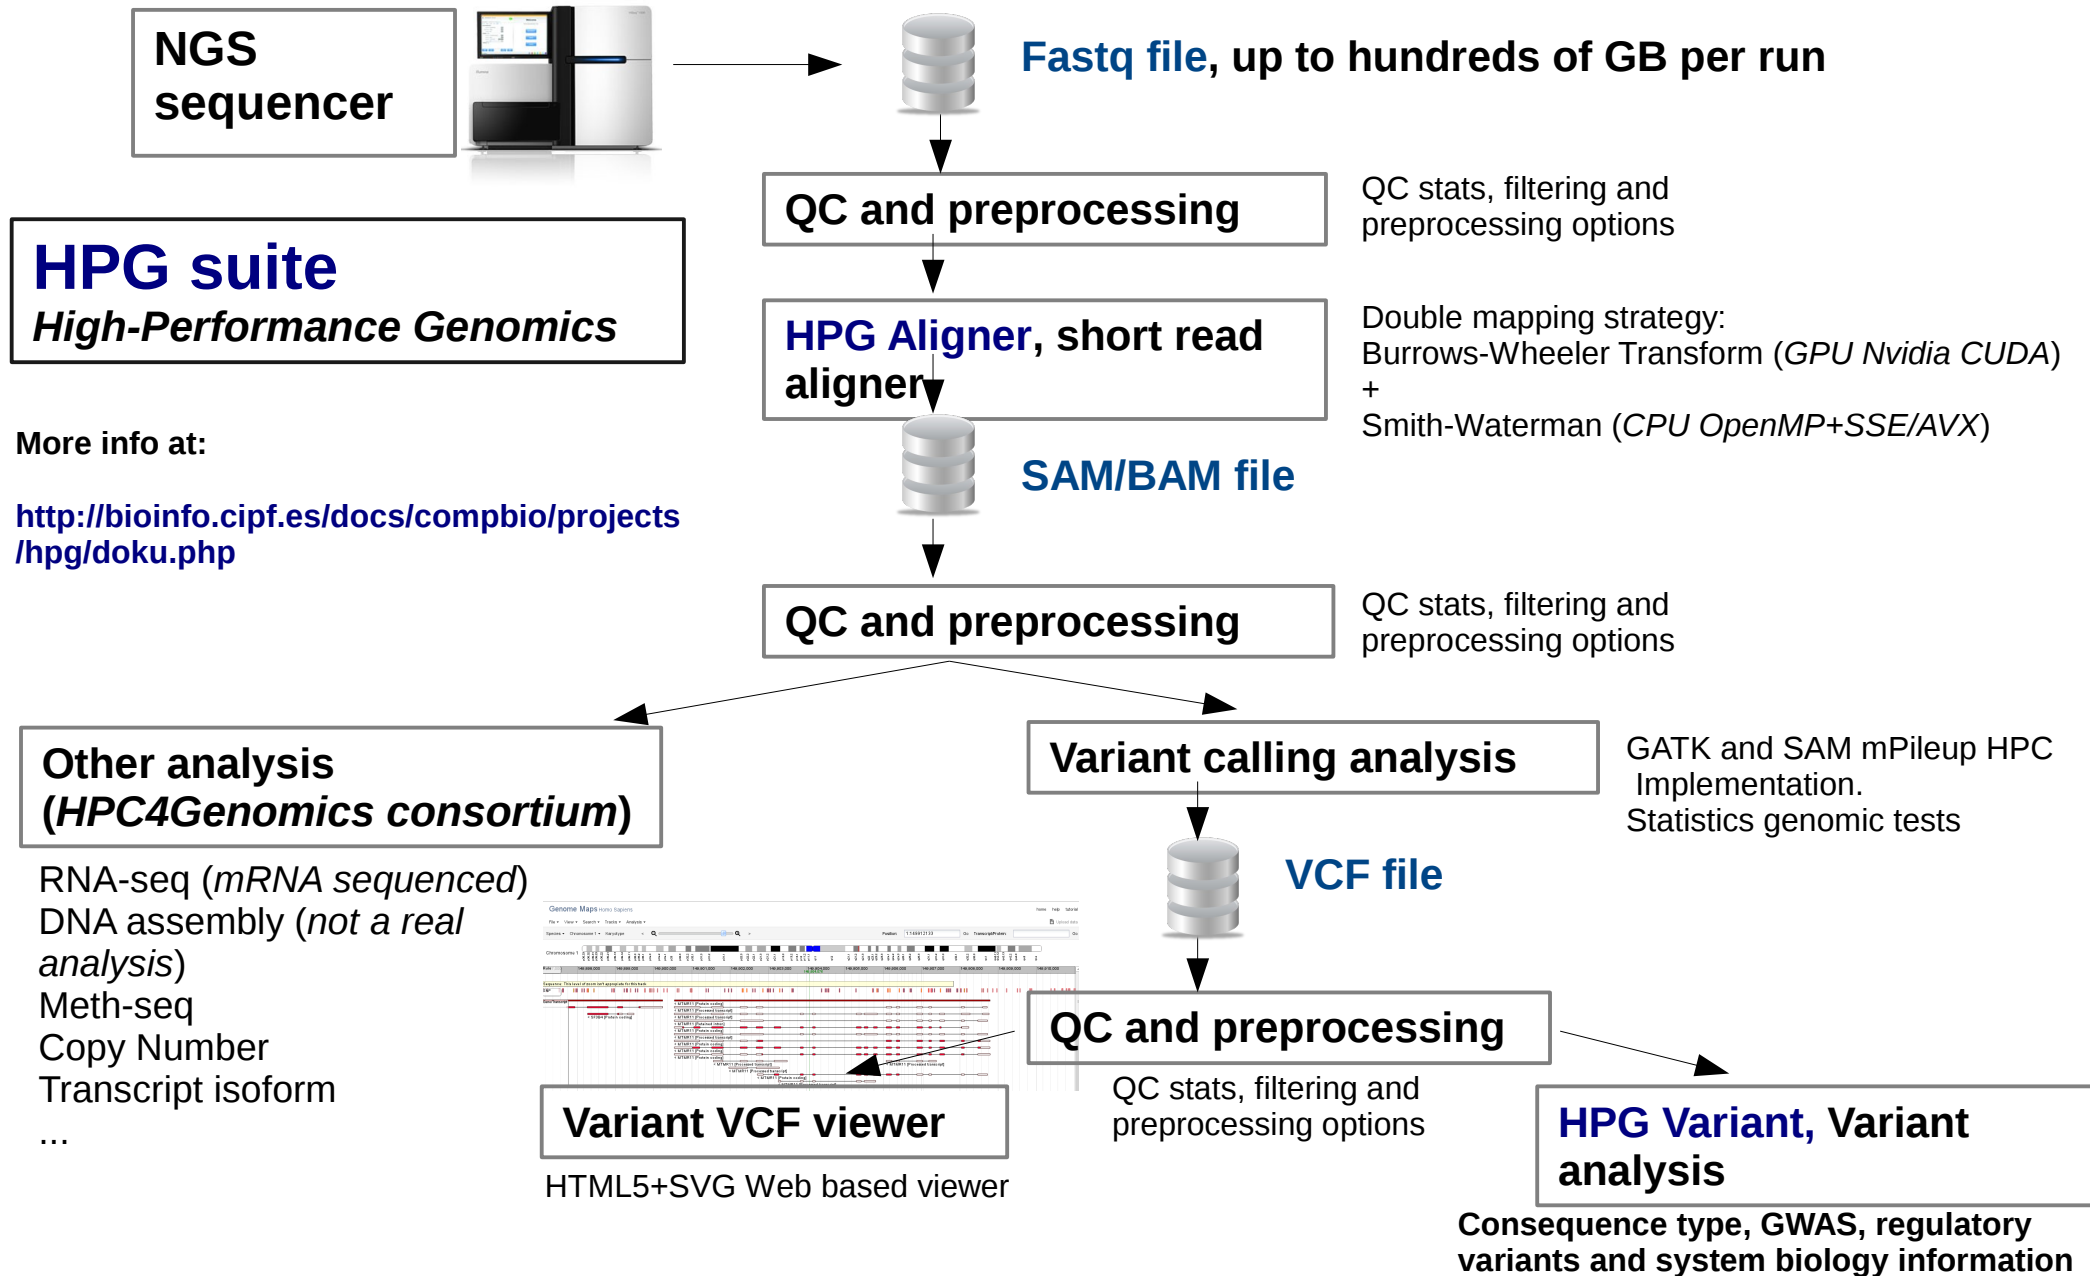 NGS
sequencer
Fastq file, up to hundreds of GB per run
QC and preprocessing
QC stats, filtering and
preprocessing options
HPG suite
High-Performance Genomics
HPG Aligner, short read
aligner
Double mapping strategy:
Burrows-Wheeler Transform (GPU Nvidia CUDA)
+
Smith-Waterman (CPU OpenMP+SSE/AVX)
More info at:
http://bioinfo.cipf.es/docs/compbio/projects
/hpg/doku.php
SAM/BAM file
QC and preprocessing
QC stats, filtering and
preprocessing options
Other analysis
(HPC4Genomics consortium)
RNA-seq (mRNA sequenced)
DNA assembly (not a real
analysis)
Meth-seq
Copy Number
Transcript isoform
...
Variant calling analysis
GATK and SAM mPileup HPC
Implementation.
Statistics genomic tests
VCF file
Genome Maps
QC and preprocessing
QC stats, filtering and
preprocessing options
Variant VCF viewer
HTML5+SVG Web based viewer
HPG Variant, Variant
analysis
Consequence type, GWAS, regulatory
variants and system biology information